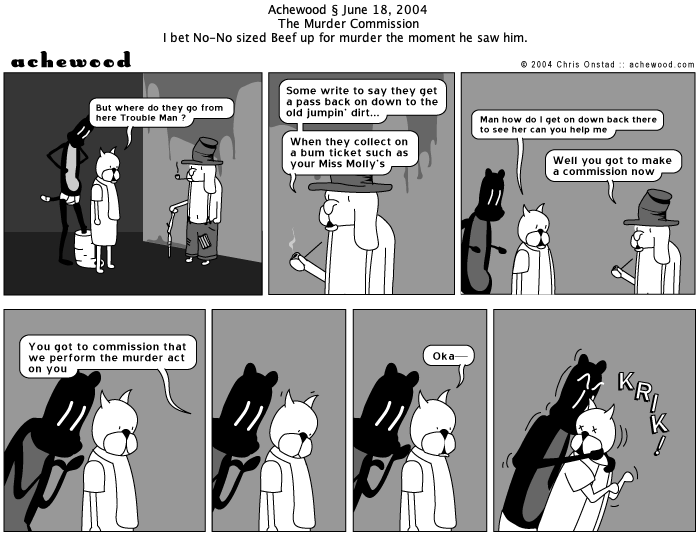 Achewood § June 18, 2004
The Murder Commission
I bet No-No sized Beef up for murder the moment he saw him.
achewood
© 2004 Chris Onstad :: achewood.com
But where do they go from
here Trouble Man ?
Some write to say they get
a pass back on down to the
old jumpin' dirt...
When they collect on
a bum ticket such as
your Miss Molly's
Man how do I get on down back there
to see her can you help me
Well you got to make
a commission now
You got to commission that
we perform the murder act
on you
Oka—
KRIK!